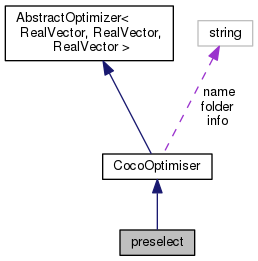 AbstractOptimizer<
RealVector, RealVector,
RealVector >
string
name
folder
info
CocoOptimiser
preselect